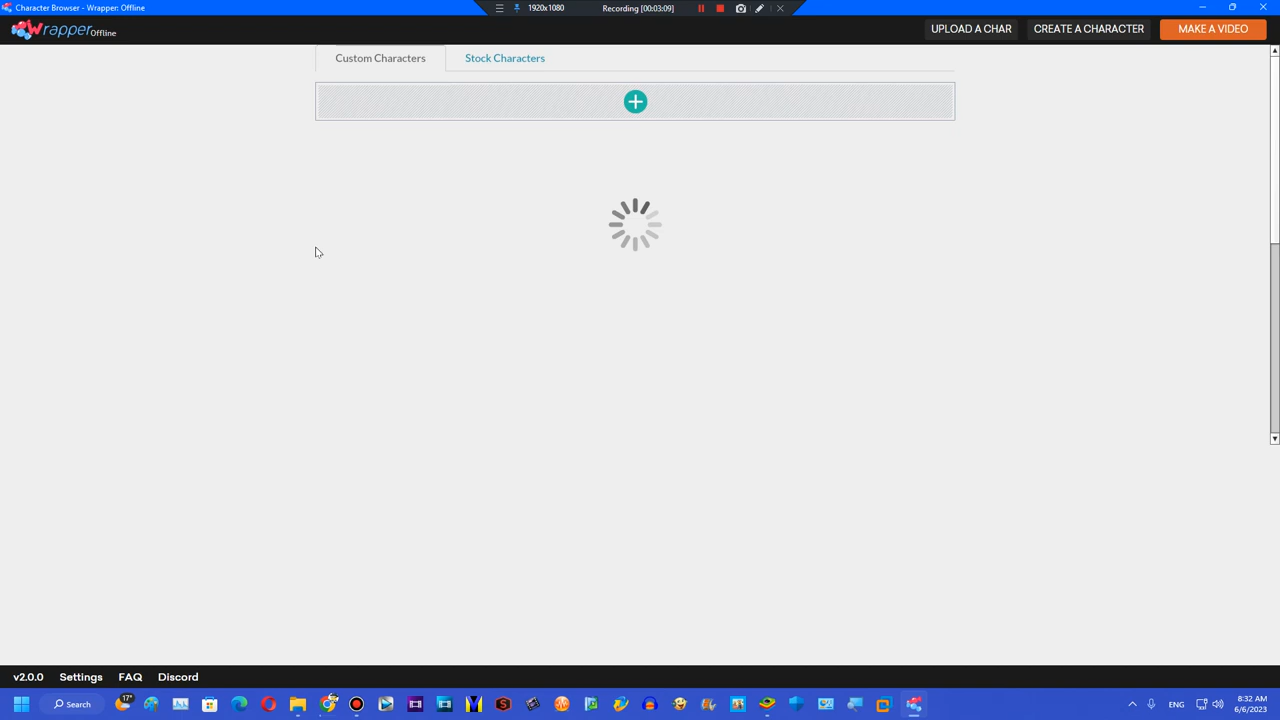 Character Browser - Wrapper: Offline
1920x1080
Recording [00:03:09]
Wrapper Offline
UPLOAD A CHAR
CREATE A CHARACTER
MAKE A VIDEO
Custom Characters
Stock Characters
v2.0.0
Settings
FAQ
Discord
17°
Search
ENG
8:32 AM
6/6/2023